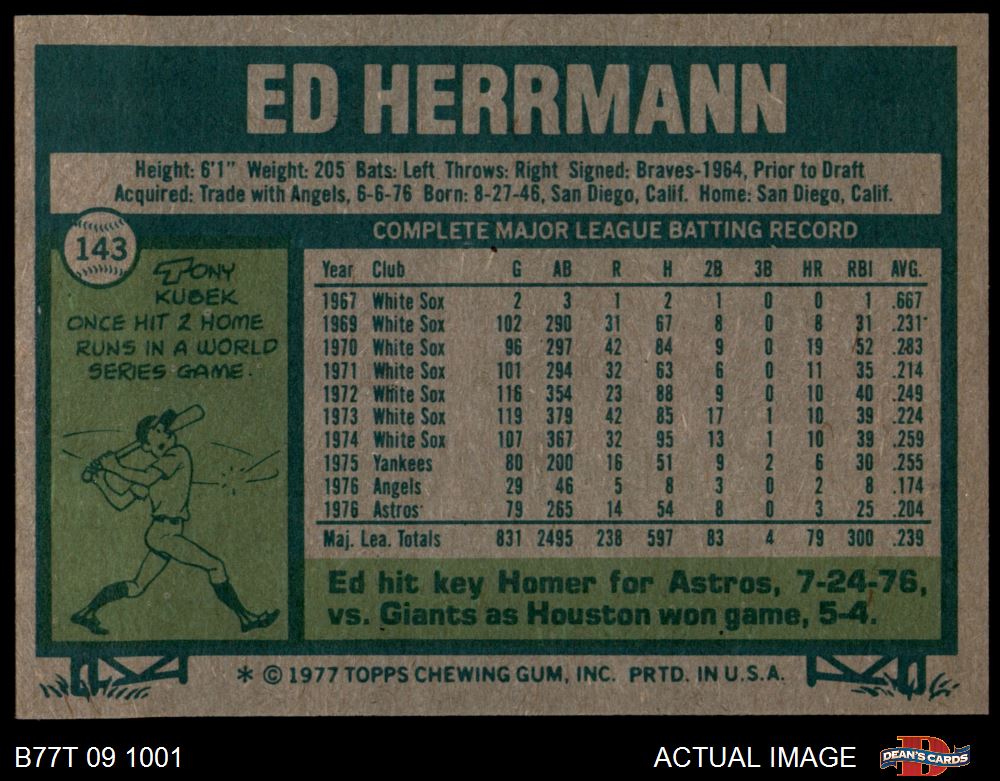 ED HERRMANN
Height: 6'1" Weight: 205 Bats: Left Throws: Right Signed: Braves-1964, Prior to Draft
Acquired: Trade with Angels, 6-6-76 Born: 8-27-46, San Diego, Calif. Home: San Diego, Calif.
143
TONY
KUBEK
ONCE HIT 2 HOME
RUNS IN A WORLD
SERIES GAME.
COMPLETE MAJOR LEAGUE BATTING RECORD
Year Club G AB R H 2B 3B HR RBI AVG.
1967 White Sox 2 3 1 2 1 0 0 1 .667
1969 White Sox 102 290 31 67 8 0 8 31 .231
1970 White Sox 96 297 42 84 9 0 19 52 .283
1971 White Sox 101 294 32 63 6 0 11 35 .214
1972 White Sox 116 354 23 88 9 0 10 40 .249
1973 White Sox 119 379 42 85 17 1 10 39 .224
1974 White Sox 107 367 32 95 13 1 10 39 .259
1975 Yankees 80 200 16 51 9 2 6 30 .255
1976 Angels 29 46 5 8 3 0 2 8 .174
1976 Astros 79 265 14 54 8 0 3 25 .204
Maj. Lea. Totals 831 2495 238 597 83 4 79 300 .239
Ed hit key Homer for Astros, 7-24-76,
vs. Giants as Houston won game, 5-4.
* © 1977 TOPPS CHEWING GUM, INC. PRTD. IN U.S.A.
B77T 09 1001
ACTUAL IMAGE
DEAN'S CARDS